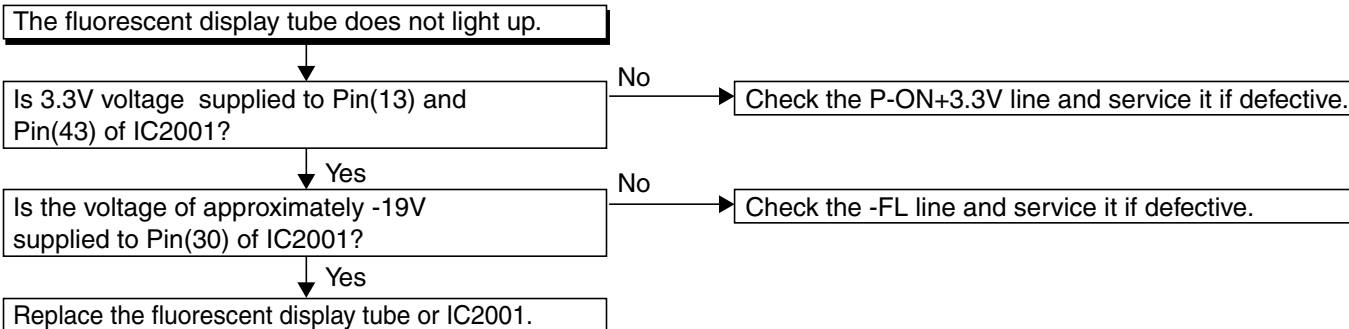 The fluorescent display tube does not light up.
Is 3.3V voltage  supplied to Pin(13) and
Pin(43) of IC2001?
No
Check the P-ON+3.3V line and service it if defective.
Yes
Is the voltage of approximately -19V
supplied to Pin(30) of IC2001?
No
Check the -FL line and service it if defective.
Yes
Replace the fluorescent display tube or IC2001.